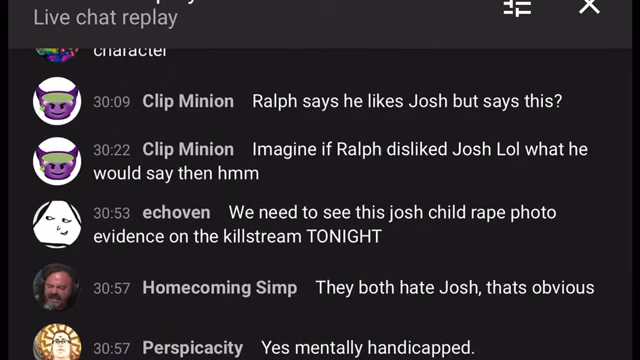 Live chat replay
character
30:09 Clip Minion Ralph says he likes Josh but says this?
30:22 Clip Minion Imagine if Ralph disliked Josh Lol what he
would say then hmm
30:53 echoven We need to see this josh child rape photo
evidence on the killstream TONIGHT
30:57 Homecoming Simp They both hate Josh, thats obvious
30:57 Perspicacity Yes mentally handicapped.